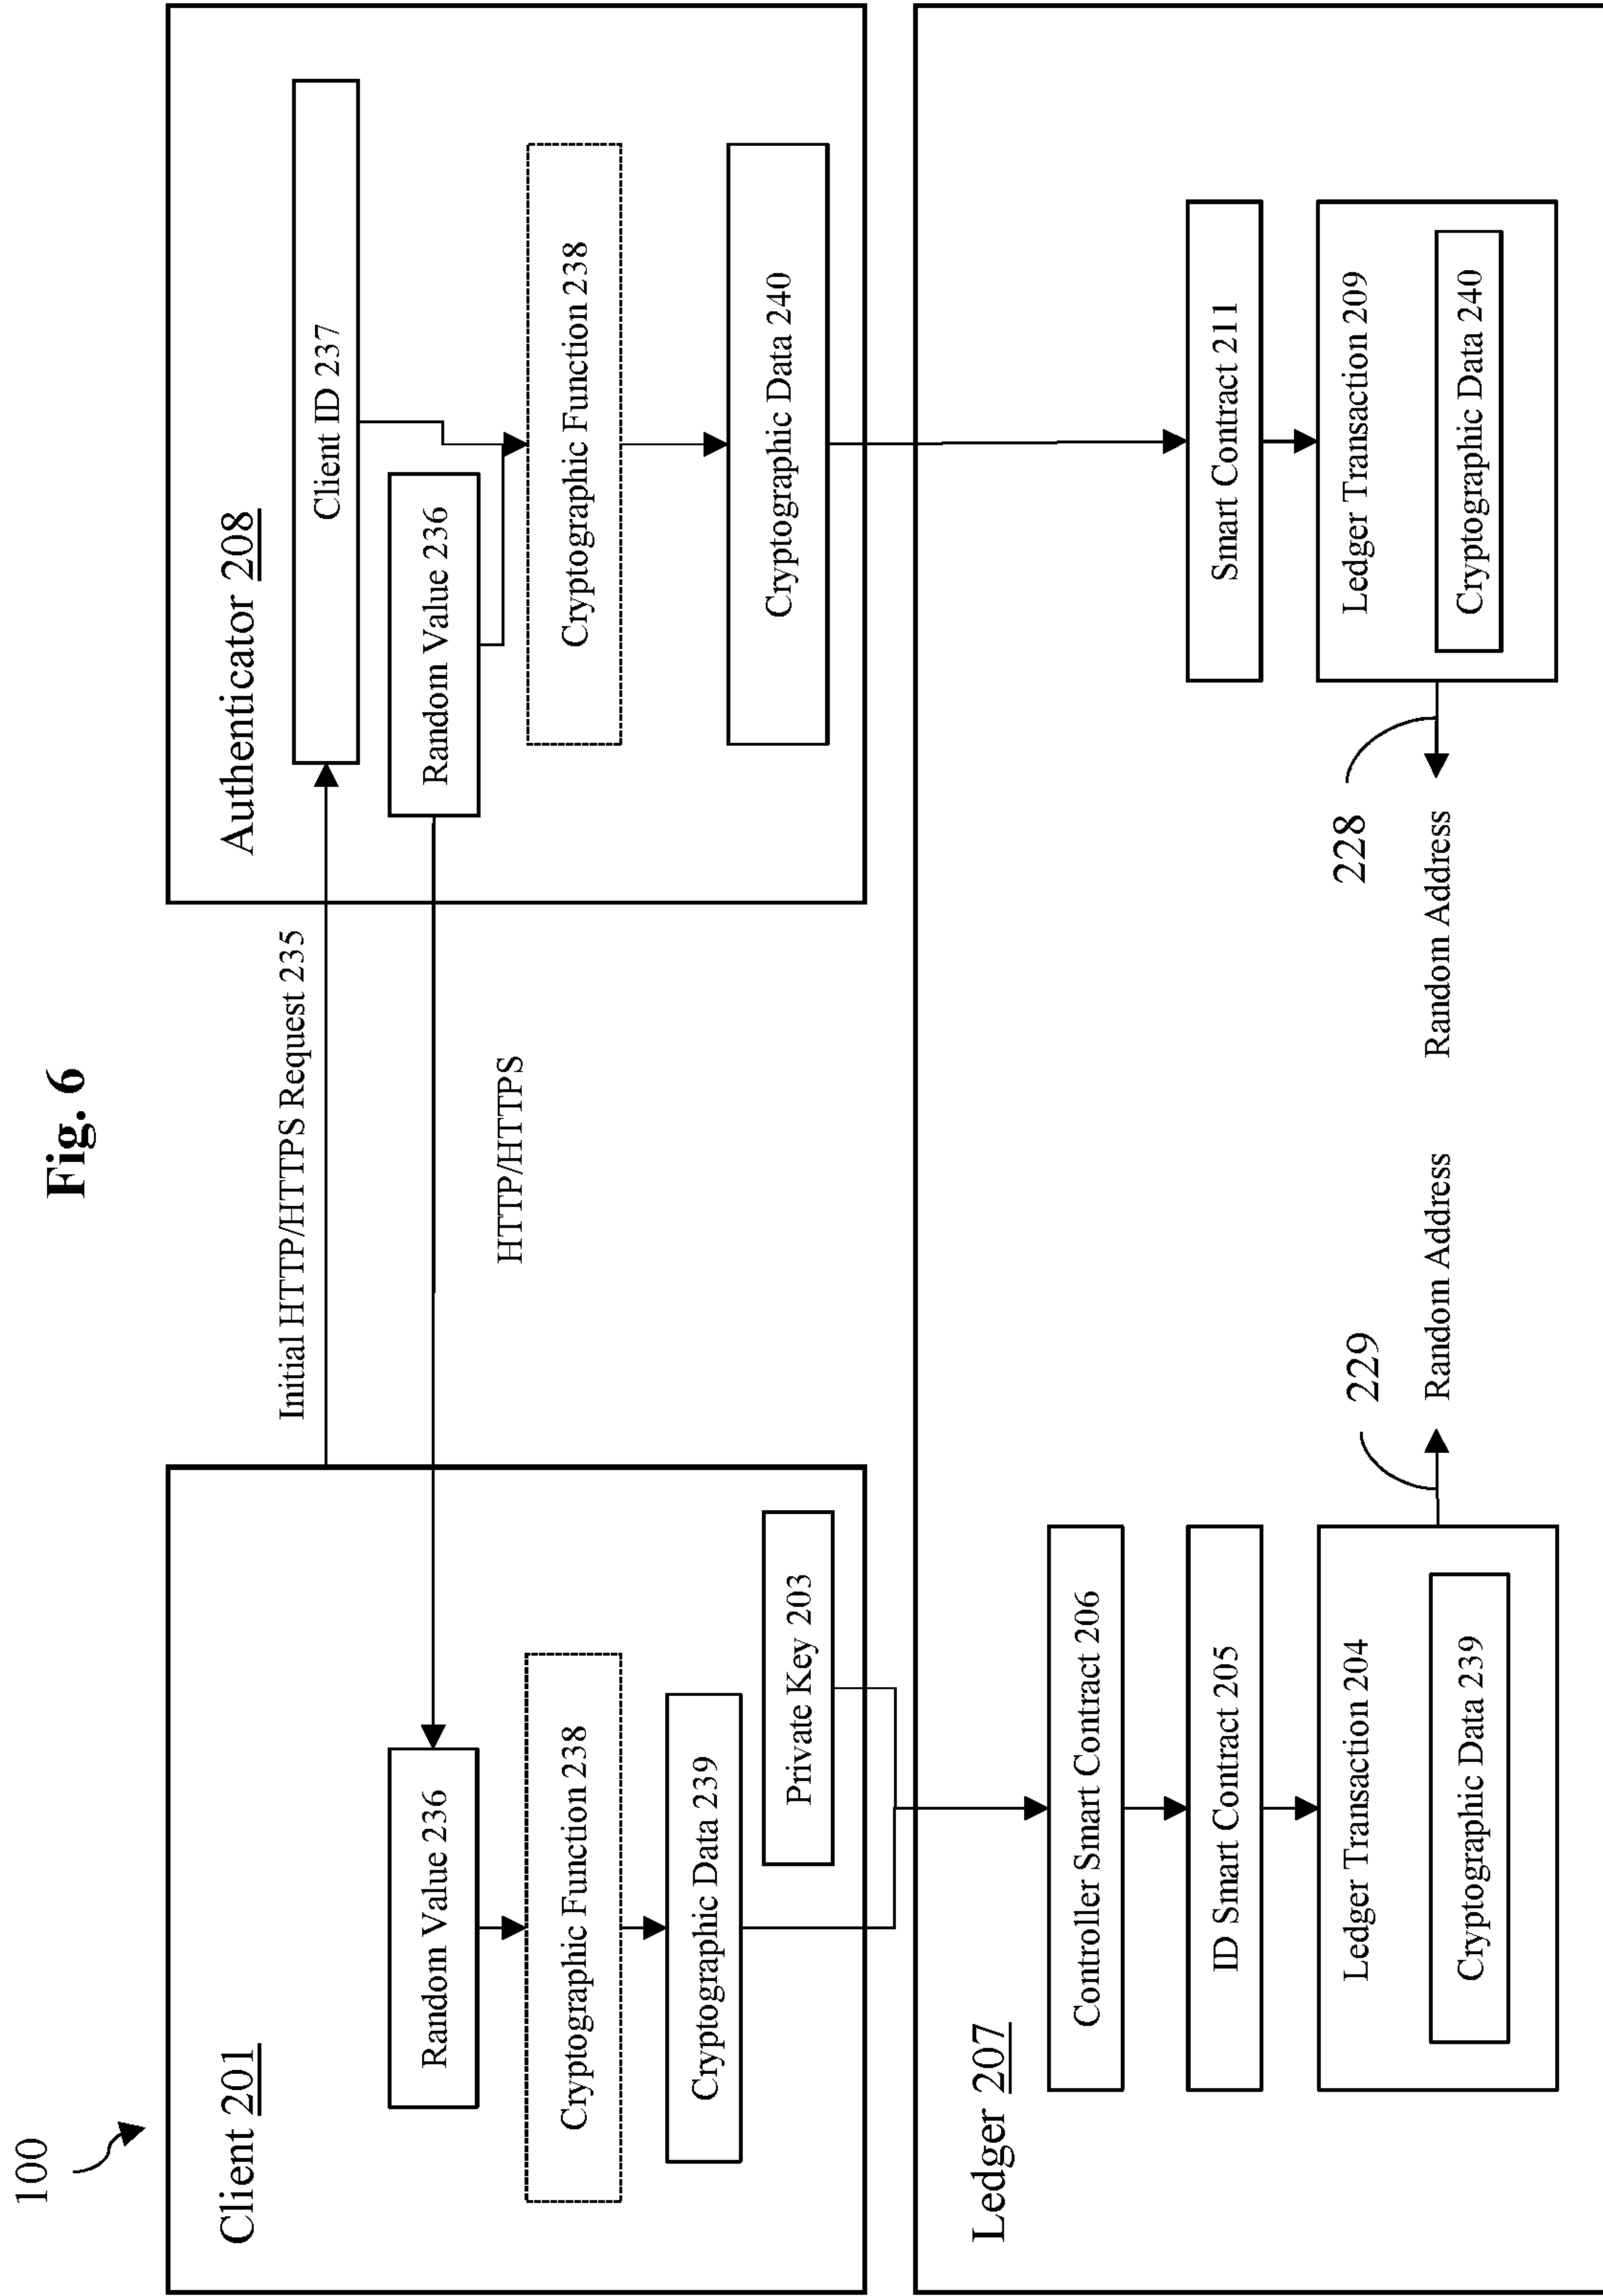 Fig. 6
100
Client 201
Random Value 236
Cryptographic Function 238
Cryptographic Data 239
Private Key 203
Initial HTTP/HTTPS Request 235
HTTP/HTTPS
Authenticator 208
Client ID 237
Random Value 236
Cryptographic Function 238
Cryptographic Data 240
Ledger 207
Controller Smart Contract 206
ID Smart Contract 205
Ledger Transaction 204
Cryptographic Data 239
229
Random Address
Smart Contract 211
Ledger Transaction 209
Cryptographic Data 240
228
Random Address